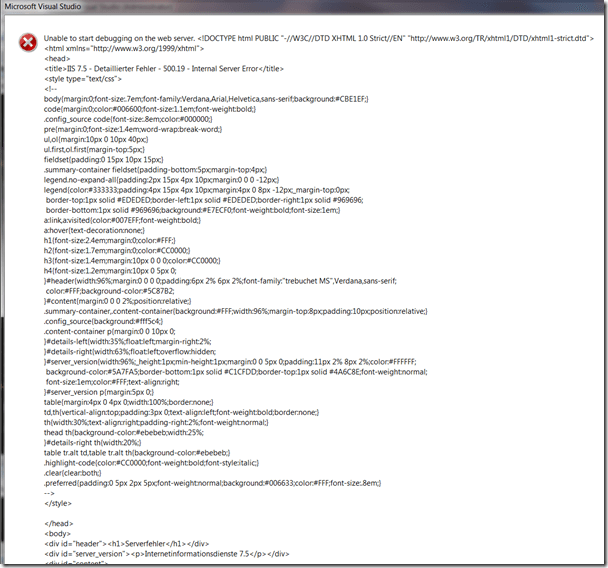 Microsoft Visual Studio
Unable to start debugging on the web server. <!DOCTYPE html PUBLIC "-//W3C//DTD XHTML 1.0 Strict//EN" "http://www.w3.org/TR/xhtml1/DTD/xhtml1-strict.dtd">
<html xmlns="http://www.w3.org/1999/xhtml">
<head>
<title>IIS 7.5 - Detaillierter Fehler - 500.19 - Internal Server Error</title>
<style type="text/css">
<!--
body{margin:0;font-size:.7em;font-family:Verdana,Arial,Helvetica,sans-serif;background:#CBE1EF;}
code{margin:0;color:#006600;font-size:1.1em;font-weight:bold;}
.config_source code{font-size:.8em;color:#000000;}
pre{margin:0;font-size:1.4em;word-wrap:break-word;}
ul,ol{margin:10px 0 10px 40px;}
ul.first,ol.first{margin-top:5px;}
fieldset{padding:0 15px 10px 15px;}
.summary-container fieldset{padding-bottom:5px;margin-top:4px;}
legend.no-expand-all{padding:2px 15px 4px 10px;margin:0 0 0 -12px;}
legend{color:#333333;padding:4px 15px 4px 10px;margin:4px 0 8px -12px;_margin-top:0px;
border-top:1px solid #EDEDED;border-left:1px solid #EDEDED;border-right:1px solid #969696;
border-bottom:1px solid #969696;background:#E7ECF0;font-weight:bold;font-size:1em;}
a:link,a:visited{color:#007EFF;font-weight:bold;}
a:hover{text-decoration:none;}
h1{font-size:2.4em;margin:0;color:#FFF;}
h2{font-size:1.7em;margin:0;color:#CC0000;}
h3{font-size:1.4em;margin:10px 0 0 0;color:#CC0000;}
h4{font-size:1.2em;margin:10px 0 5px 0;
}#header{width:96%;margin:0 0 0 0;padding:6px 2% 6px 2%;font-family:"trebuchet MS",Verdana,sans-serif;
color:#FFF;background-color:#5C87B2;
}#content{margin:0 0 0 2%;position:relative;}
.summary-container,.content-container{background:#FFF;width:96%;margin-top:8px;padding:10px;position:relative;}
.config_source{background:#fff5c4;}
.content-container p{margin:0 0 10px 0;
}#details-left{width:35%;float:left;margin-right:2%;
}#details-right{width:63%;float:left;overflow:hidden;
}#server_version{width:96%;_height:1px;min-height:1px;margin:0 0 5px 0;padding:11px 2% 8px 2%;color:#FFFFFF;
background-color:#5A7FA5;border-bottom:1px solid #C1CFDD;border-top:1px solid #4A6C8E;font-weight:normal;
font-size:1em;color:#FFF;text-align:right;
}#server_version p{margin:5px 0;}
table{margin:4px 0 4px 0;width:100%;border:none;}
td,th{vertical-align:top;padding:3px 0;text-align:left;font-weight:bold;border:none;}
th{width:30%;text-align:right;padding-right:2%;font-weight:normal;}
thead th{background-color:#ebebeb;width:25%;
}#details-right th{width:20%;}
table tr.alt td,table tr.alt th{background-color:#ebebeb;}
.highlight-code{color:#CC0000;font-weight:bold;font-style:italic;}
.clear{clear:both;}
.preferred{padding:0 5px 2px 5px;font-weight:normal;background:#006633;color:#FFF;font-size:.8em;}
-->
</style>
</head>
<body>
<div id="header"><h1>Serverfehler</h1></div>
<div id="server_version"><p>Internetinformationsdienste 7.5</p></div>
<div id="content">